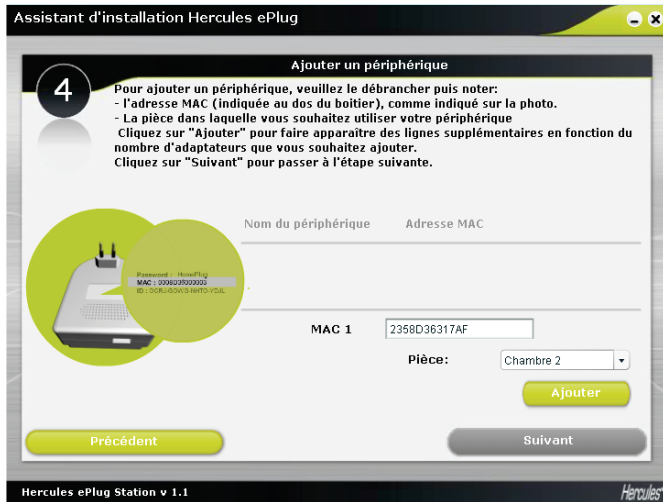 Assistant d'installation Hercules ePlug
Ajouter un périphérique
4
Pour ajouter un périphérique, veuillez le débrancher puis noter:
- l'adresse MAC (indiquée au dos du boitier), comme indiqué sur la photo.
- La pièce dans laquelle vous souhaitez utiliser votre périphérique
Cliquez sur "Ajouter" pour faire apparaître des lignes supplémentaires en fonction du
nombre d'adaptateurs que vous souhaitez ajouter.
Cliquez sur "Suivant" pour passer à l'étape suivante.
Nom du périphérique Adresse MAC
Password : HomePlug
MAC : 0008D3000003
MAC 1 2358D36317AF
Pièce: Chambre 2
Ajouter
Précédent Suivant
Hercules ePlug Station v 1.1 Hercules